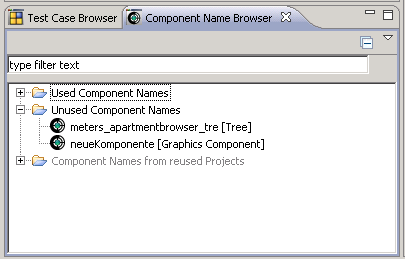 Test Case Browser
Component Name Browser
type filter text
Used Component Names
Unused Component Names
meters_apartmentbrowser_tre [Tree]
neueKomponente [Graphics Component]
Component Names from reused Projects